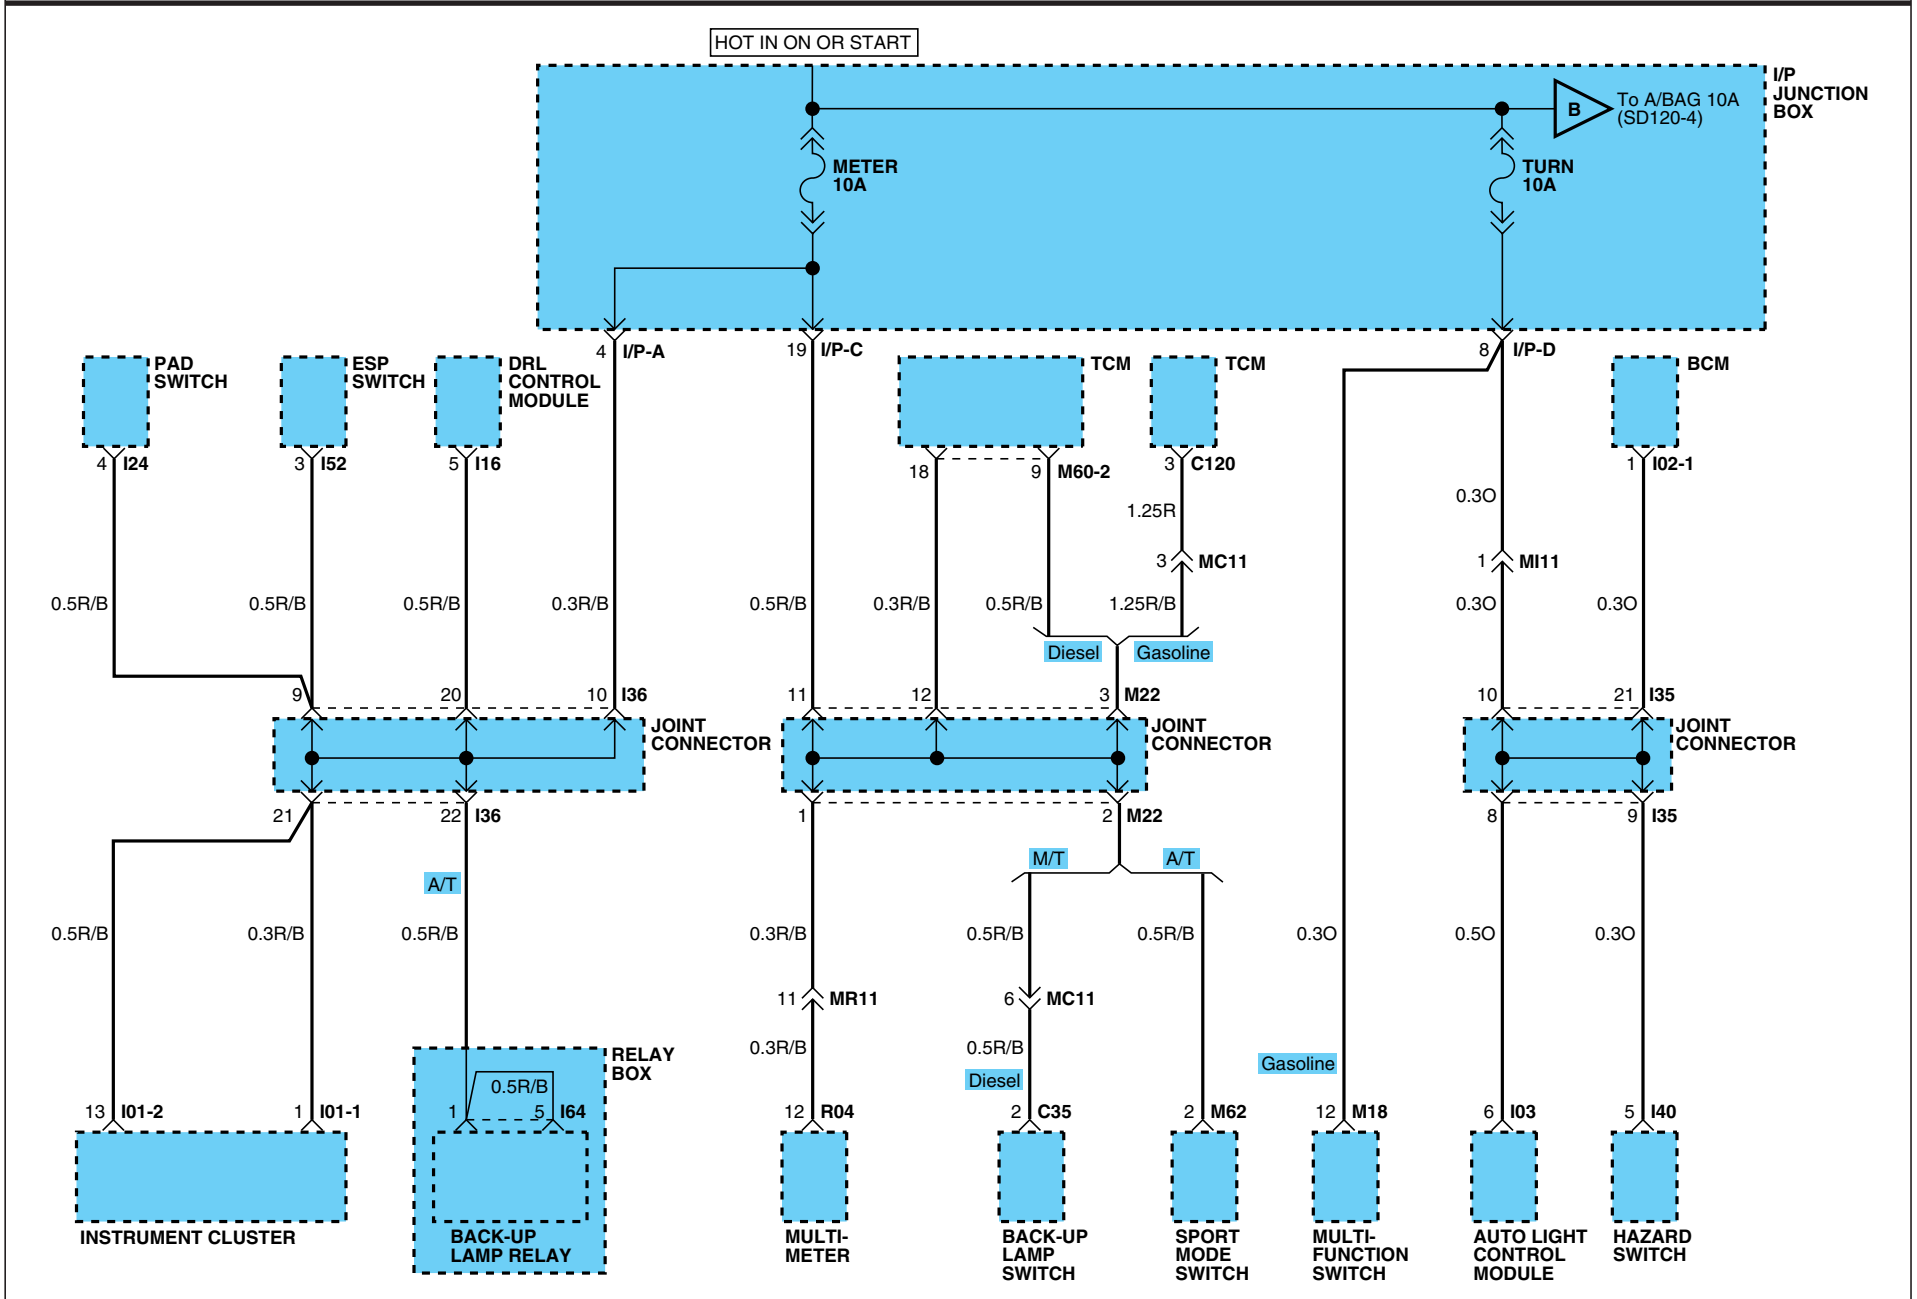 HOT IN ON OR START
I/P
JUNCTION
BOX
B
To A/BAG 10A
(SD120-4)
METER
10A
TURN
10A
4 I/P-A
19 I/P-C
8 I/P-D
PAD
SWITCH
ESP
SWITCH
DRL
CONTROL
MODULE
TCM
TCM
BCM
4 I24
3 I52
5 I16
18
9 M60-2
3 C120
1 I02-1
1.25R
0.3O
3 MC11
1 MI11
0.5R/B
0.5R/B
0.5R/B
0.3R/B
0.5R/B
0.3R/B
0.5R/B
1.25R/B
0.3O
0.3O
Diesel
Gasoline
9
20
10 I36
11
12
3 M22
10
21 I35
JOINT
CONNECTOR
JOINT
CONNECTOR
JOINT
CONNECTOR
21
22 I36
1
2 M22
8
9 I35
M/T
A/T
A/T
0.5R/B
0.3R/B
0.5R/B
0.3R/B
0.5R/B
0.5R/B
0.3O
0.5O
0.3O
11 MR11
6 MC11
0.3R/B
0.5R/B
Diesel
Gasoline
RELAY
BOX
0.5R/B
13 I01-2
1 I01-1
1
5 I64
12 R04
2 C35
2 M62
12 M18
6 I03
5 I40
INSTRUMENT CLUSTER
BACK-UP
LAMP RELAY
MULTI-
METER
BACK-UP
LAMP
SWITCH
SPORT
MODE
SWITCH
MULTI-
FUNCTION
SWITCH
AUTO LIGHT
CONTROL
MODULE
HAZARD
SWITCH